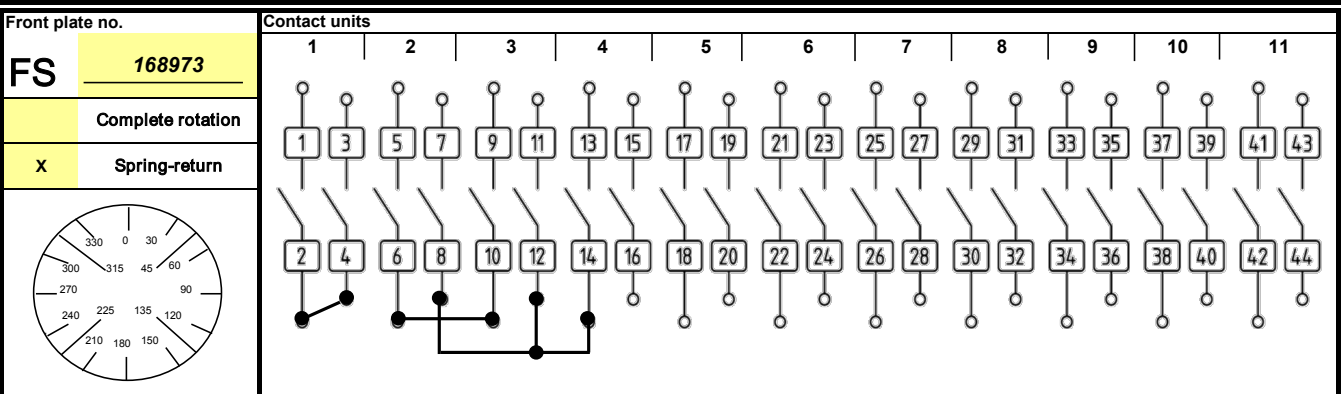 Front plate no.
Contact units
FS 168973
1 2 3 4 5 6 7 8 9 10 11
Complete rotation
X Spring-return
1 3 5 7 9 11 13 15 17 19 21 23 25 27 29 31 33 35 37 39 41 43
2 4 6 8 10 12 14 16 18 20 22 24 26 28 30 32 34 36 38 40 42 44
330 0 30
300 315 45 60
270 90
240 225 135 120
210 180 150